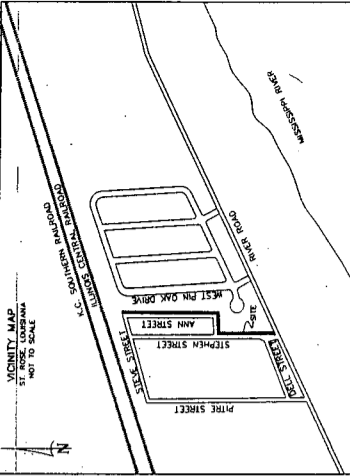 VICINITY MAP
ST. ROSE, LOUISIANA
NOT TO SCALE
N
K.C. SOUTHERN RAILROAD
ILLINOIS CENTRAL RAILROAD
STEVE STREET
PITRE STREET
STEPHEN STREET
ANN STREET
WEST PIN OAK DRIVE
SITE
DELL STREET
RIVER ROAD
MISSISSIPPI RIVER